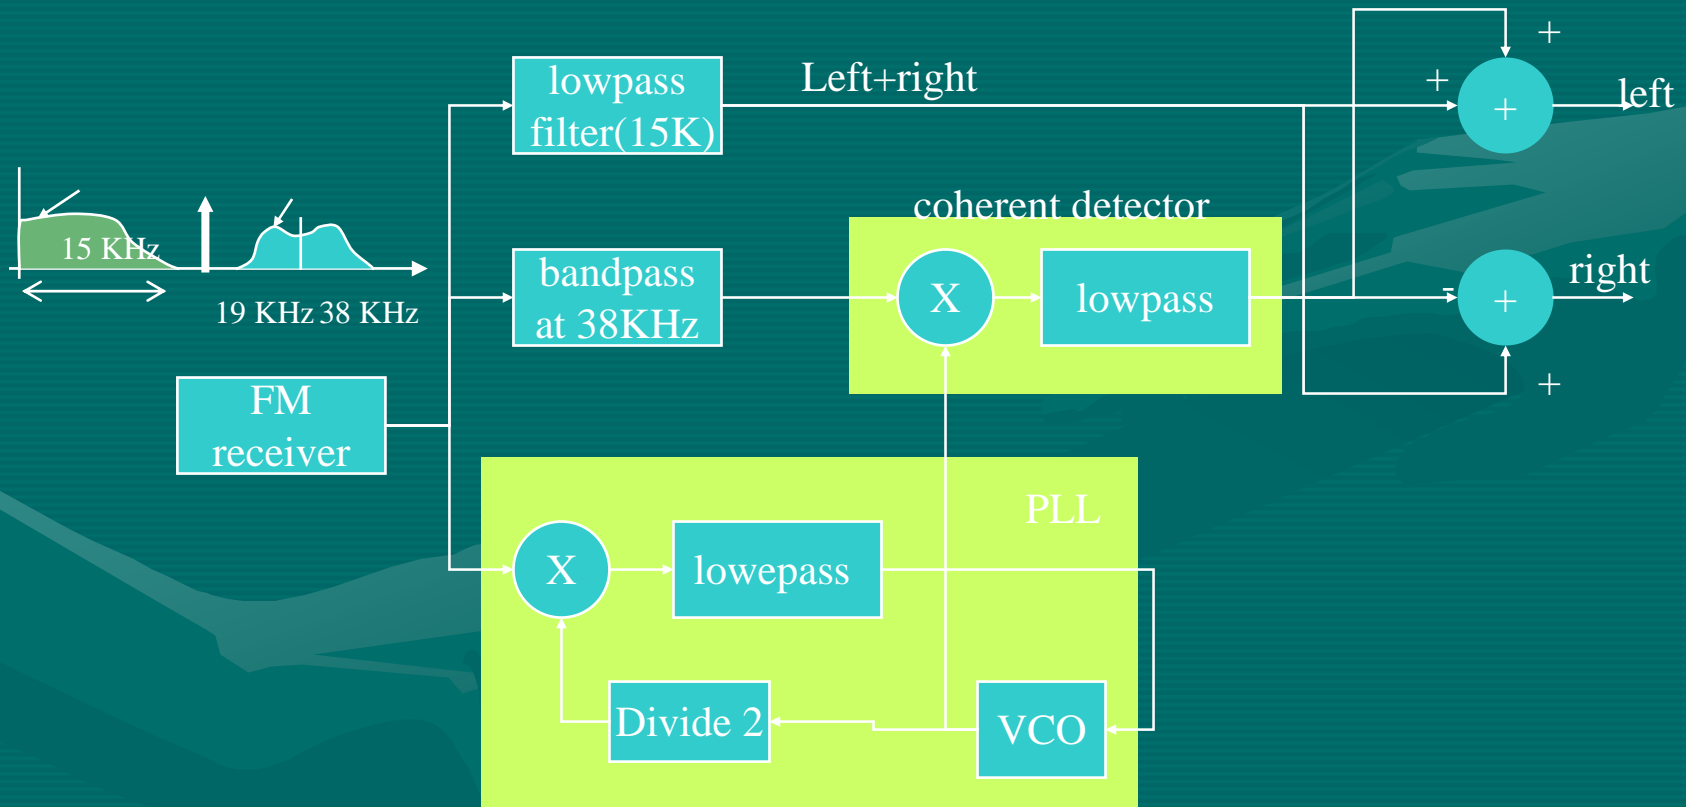 lowpass
filter(15K)
Left+right
+
+
+
left
coherent detector
15 KHz
19 KHz 38 KHz
bandpass
at 38KHz
X
lowpass
-
+
right
+
FM
receiver
PLL
X
lowepass
Divide 2
VCO